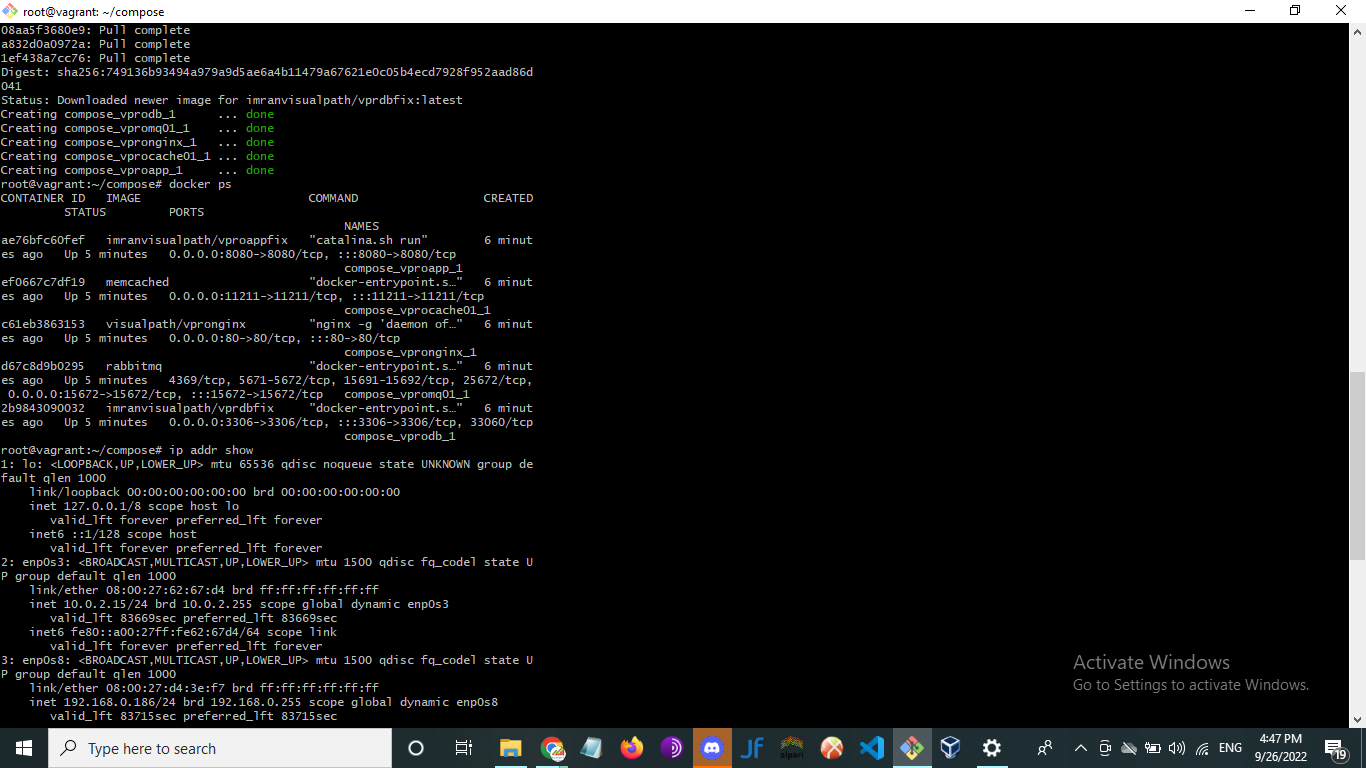 root@vagrant: ~/compose
08aa5f3680e9: Pull complete
a832d0a0972a: Pull complete
1ef438a7cc76: Pull complete
Digest: sha256:749136b93494a979a9d5ae6a4b11479a67621e0c05b4ecd7928f952aad86d
041
Status: Downloaded newer image for imranvisualpath/vprdbfix:latest
Creating compose_vprodb_1      ... done
Creating compose_vpromq01_1    ... done
Creating compose_vpronginx_1   ... done
Creating compose_vprocache01_1 ... done
Creating compose_vproapp_1     ... done
root@vagrant:~/compose# docker ps
CONTAINER ID   IMAGE                        COMMAND                  CREATED
         STATUS         PORTS
                                                 NAMES
ae76bfc60fef   imranvisualpath/vproappfix   "catalina.sh run"        6 minut
es ago   Up 5 minutes   0.0.0.0:8080->8080/tcp, :::8080->8080/tcp
                                                 compose_vproapp_1
ef0667c7df19   memcached                    "docker-entrypoint.s…"   6 minut
es ago   Up 5 minutes   0.0.0.0:11211->11211/tcp, :::11211->11211/tcp
                                                 compose_vprocache01_1
c61eb3863153   visualpath/vpronginx         "nginx -g 'daemon of…"   6 minut
es ago   Up 5 minutes   0.0.0.0:80->80/tcp, :::80->80/tcp
                                                 compose_vpronginx_1
d67c8d9b0295   rabbitmq                     "docker-entrypoint.s…"   6 minut
es ago   Up 5 minutes   4369/tcp, 5671-5672/tcp, 15691-15692/tcp, 25672/tcp,
 0.0.0.0:15672->15672/tcp, :::15672->15672/tcp   compose_vpromq01_1
2b9843090032   imranvisualpath/vprdbfix     "docker-entrypoint.s…"   6 minut
es ago   Up 5 minutes   0.0.0.0:3306->3306/tcp, :::3306->3306/tcp, 33060/tcp
                                                 compose_vprodb_1
root@vagrant:~/compose# ip addr show
1: lo: <LOOPBACK,UP,LOWER_UP> mtu 65536 qdisc noqueue state UNKNOWN group de
fault qlen 1000
    link/loopback 00:00:00:00:00:00 brd 00:00:00:00:00:00
    inet 127.0.0.1/8 scope host lo
       valid_lft forever preferred_lft forever
    inet6 ::1/128 scope host
       valid_lft forever preferred_lft forever
2: enp0s3: <BROADCAST,MULTICAST,UP,LOWER_UP> mtu 1500 qdisc fq_codel state U
P group default qlen 1000
    link/ether 08:00:27:62:67:d4 brd ff:ff:ff:ff:ff:ff
    inet 10.0.2.15/24 brd 10.0.2.255 scope global dynamic enp0s3
       valid_lft 83669sec preferred_lft 83669sec
    inet6 fe80::a00:27ff:fe62:67d4/64 scope link
       valid_lft forever preferred_lft forever
3: enp0s8: <BROADCAST,MULTICAST,UP,LOWER_UP> mtu 1500 qdisc fq_codel state U
P group default qlen 1000
    link/ether 08:00:27:d4:3e:f7 brd ff:ff:ff:ff:ff:ff
    inet 192.168.0.186/24 brd 192.168.0.255 scope global dynamic enp0s8
       valid_lft 83715sec preferred_lft 83715sec
Activate Windows
Go to Settings to activate Windows.
Type here to search
JF
alpari
ENG
4:47 PM
9/26/2022
19